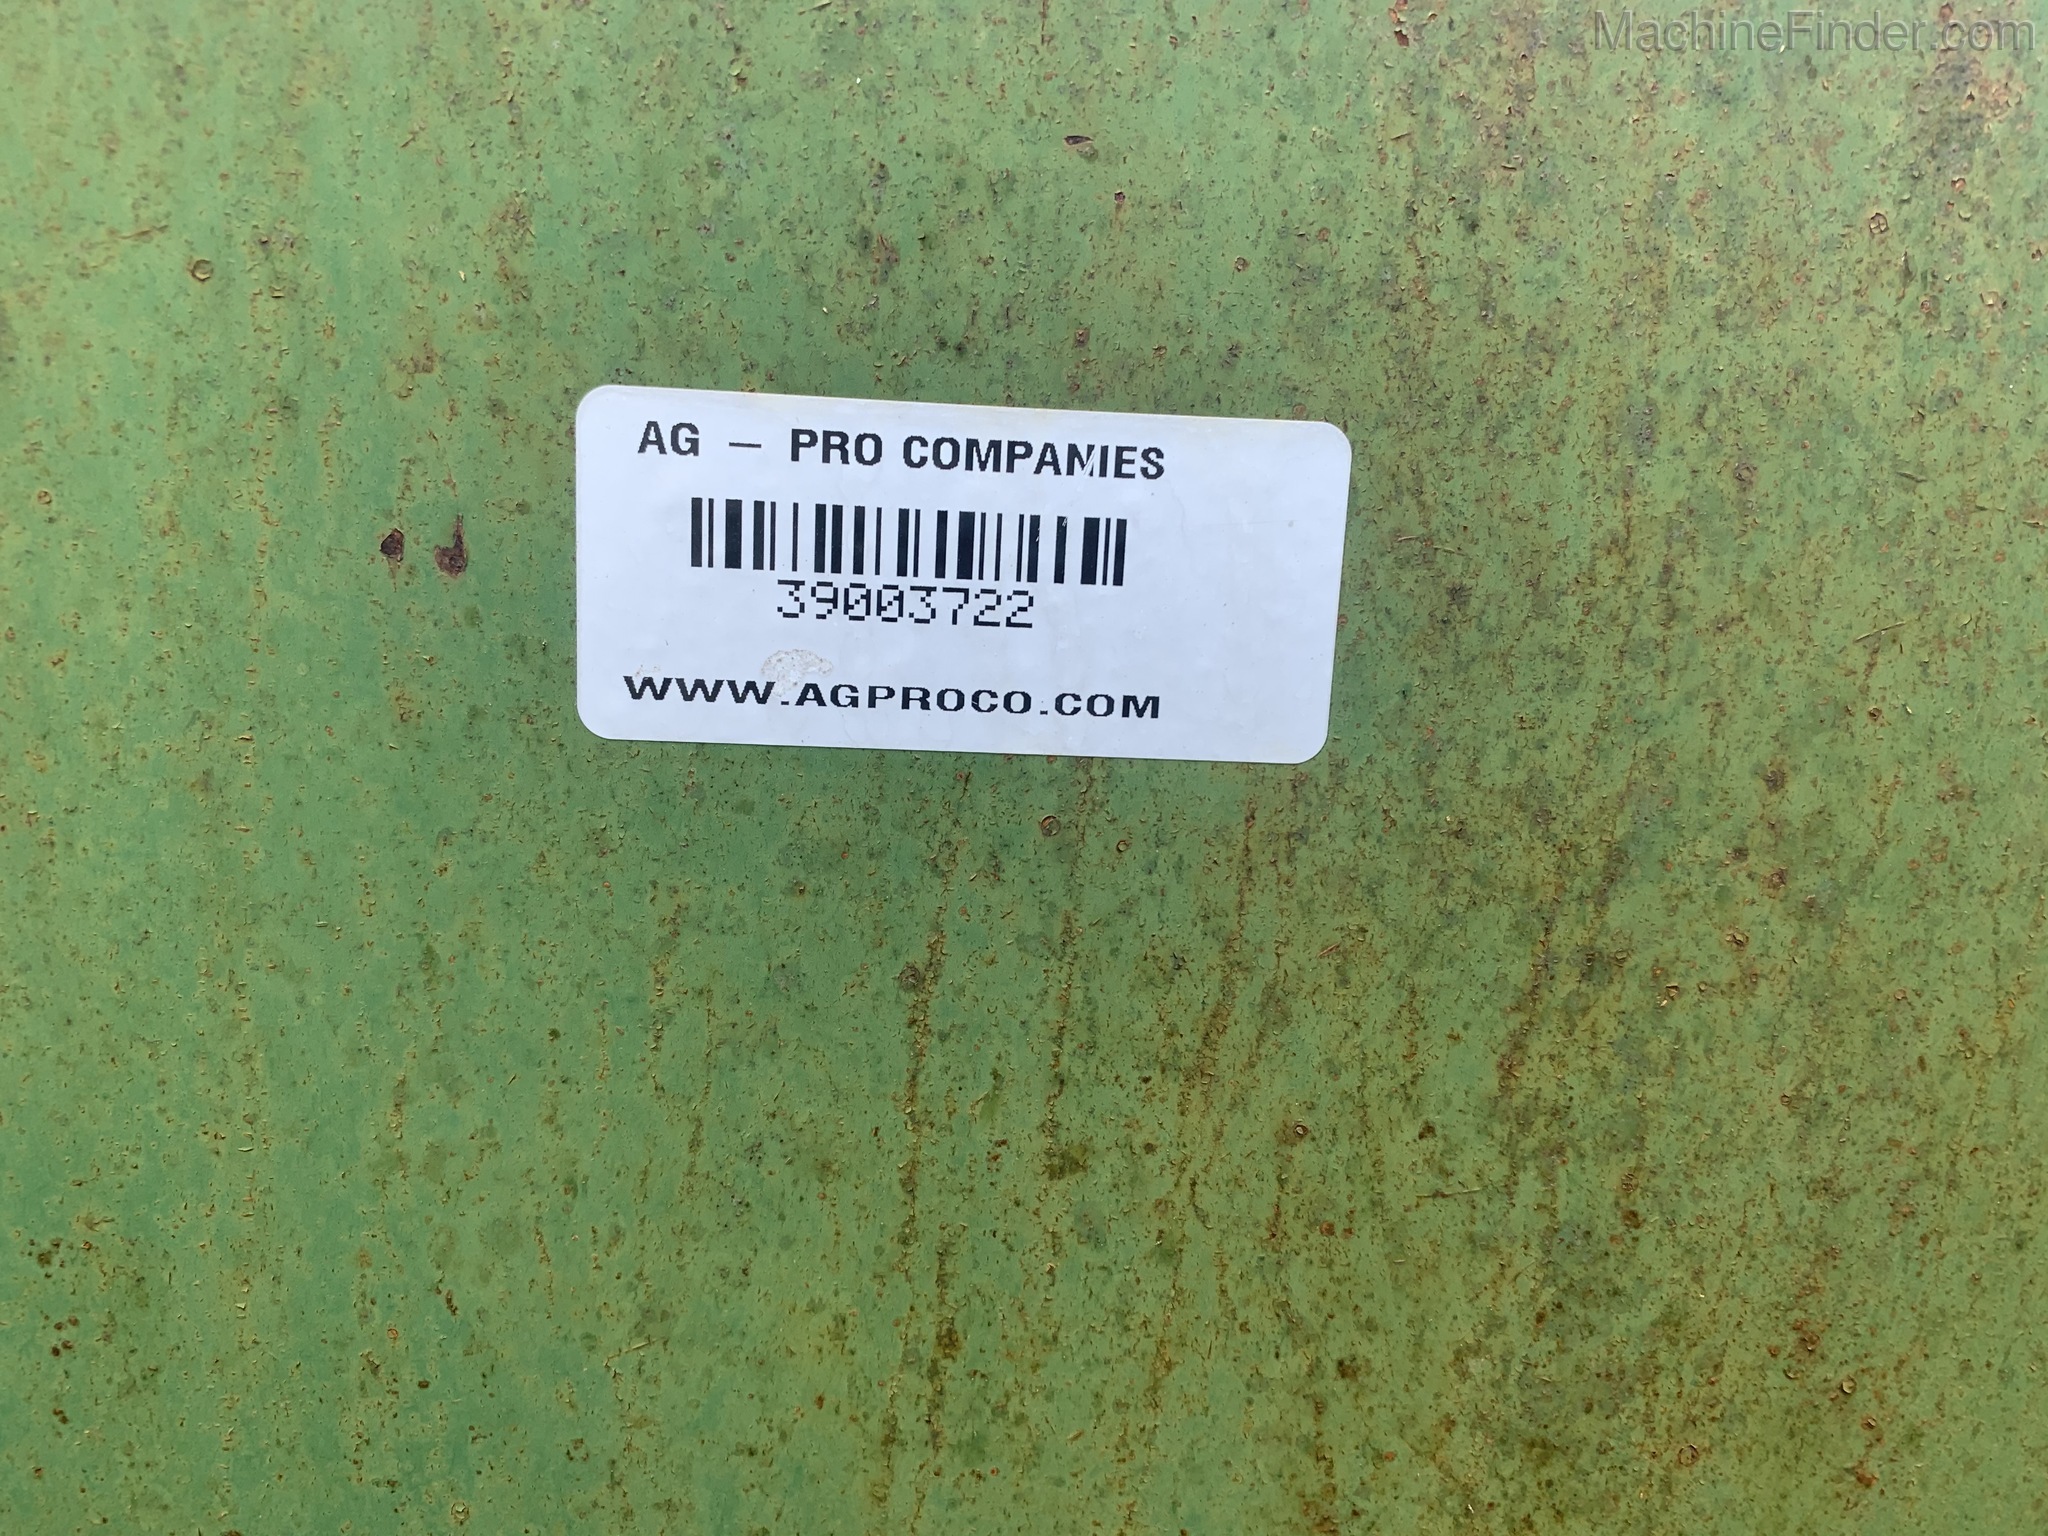 MachineFinder.com
AG - PRO COMPANIES
39003722
WWW.AGPROCO.COM